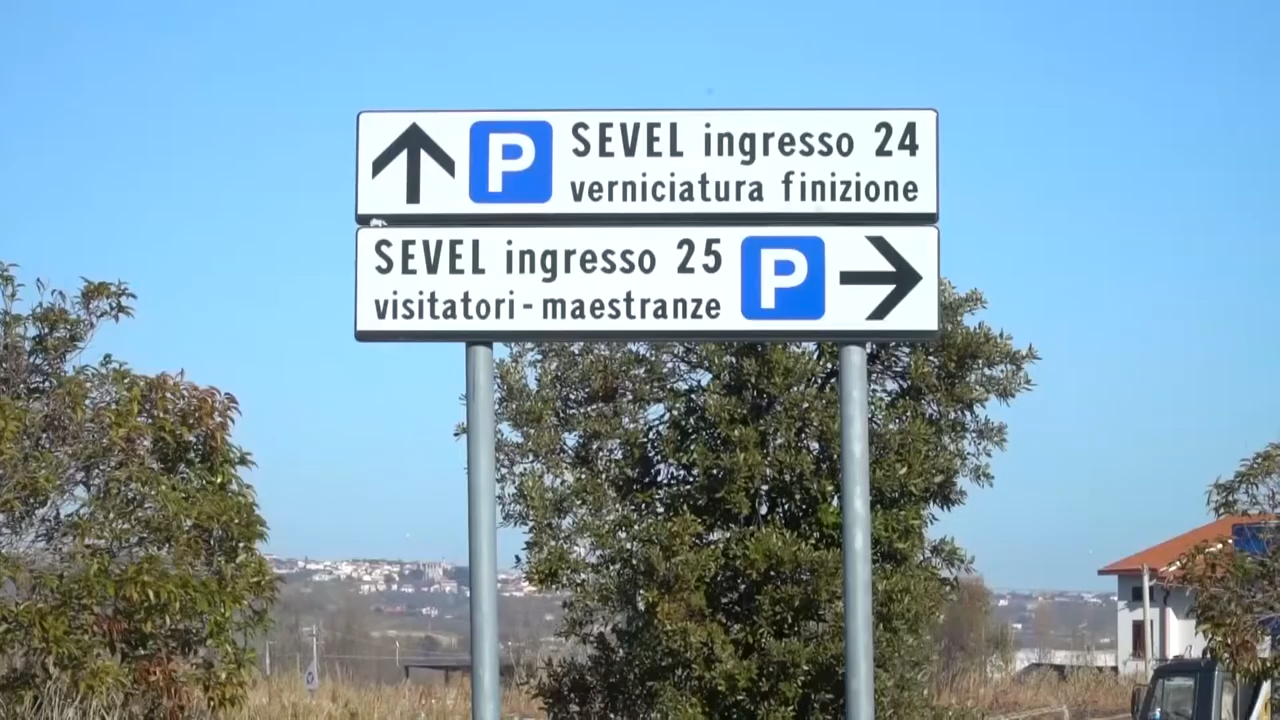 P
SEVEL ingresso 24
verniciatura finizione
SEVEL ingresso 25
visitatori - maestranze
P